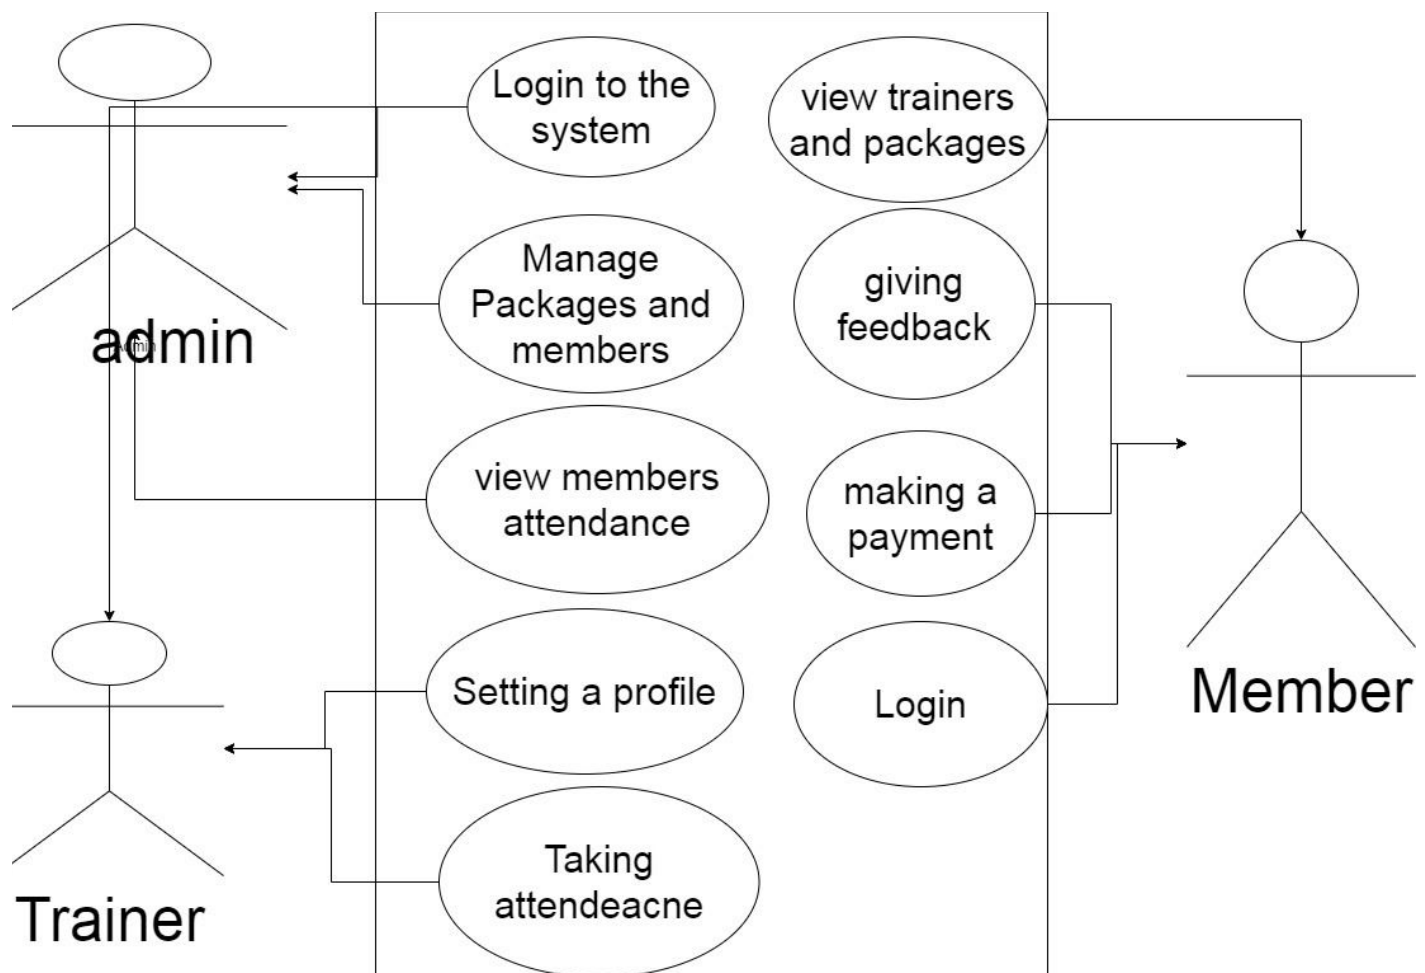 Login to the
system
view trainers
and packages
Manage
Packages and
members
giving
feedback
admin
Admin
view members
attendance
making a
payment
Setting a profile
Login
Member
Taking
attendeacne
Trainer